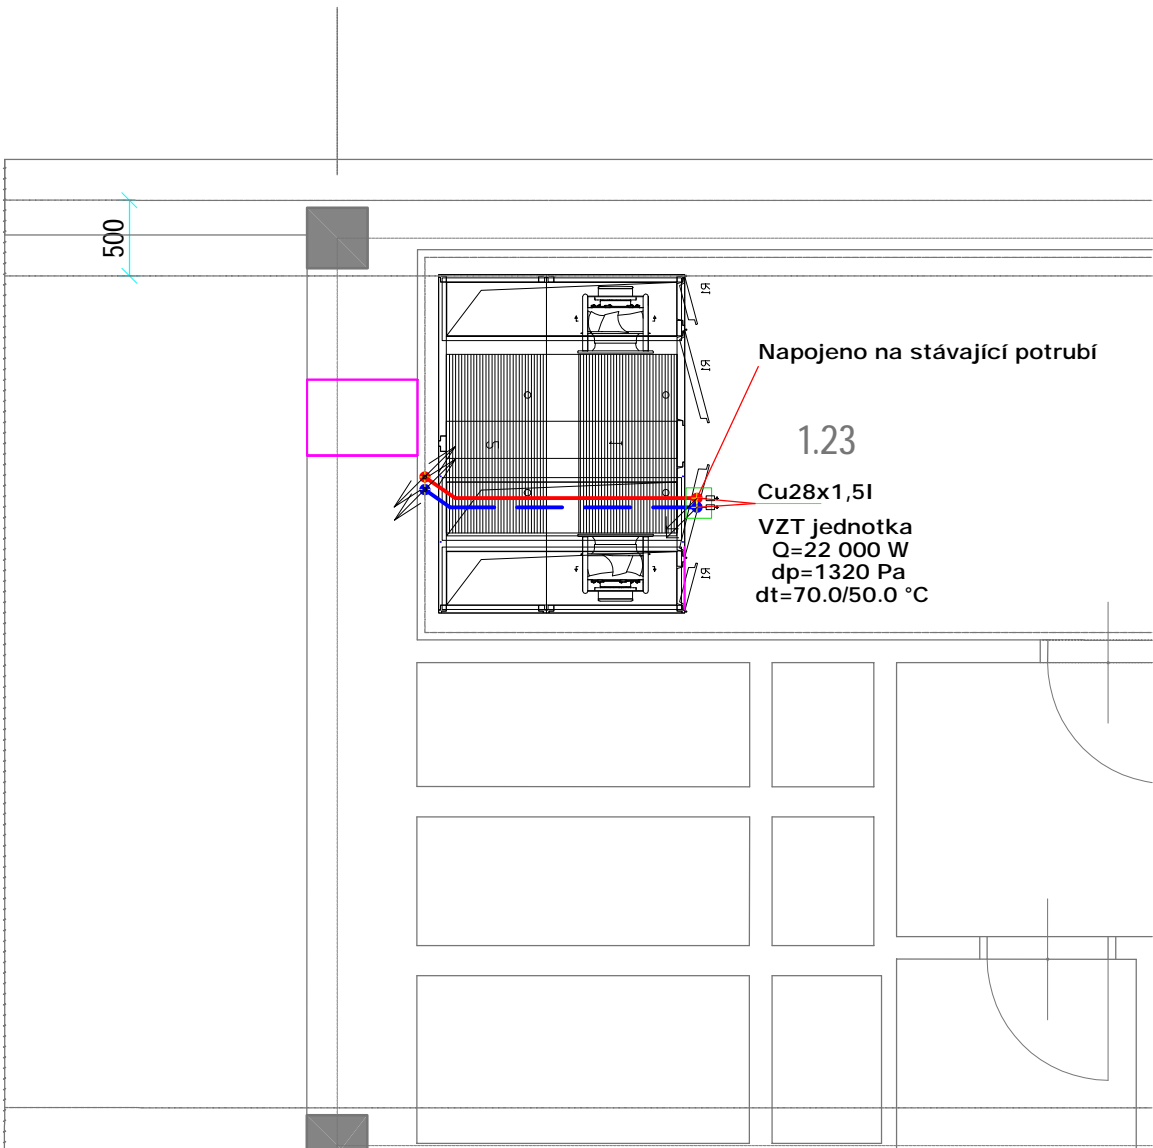 500
Napojeno na stávající potrubí
1.23
Cu28x1,5I
VZT jednotka
Q=22 000 W
dp=1320 Pa
dt=70.0/50.0 °C